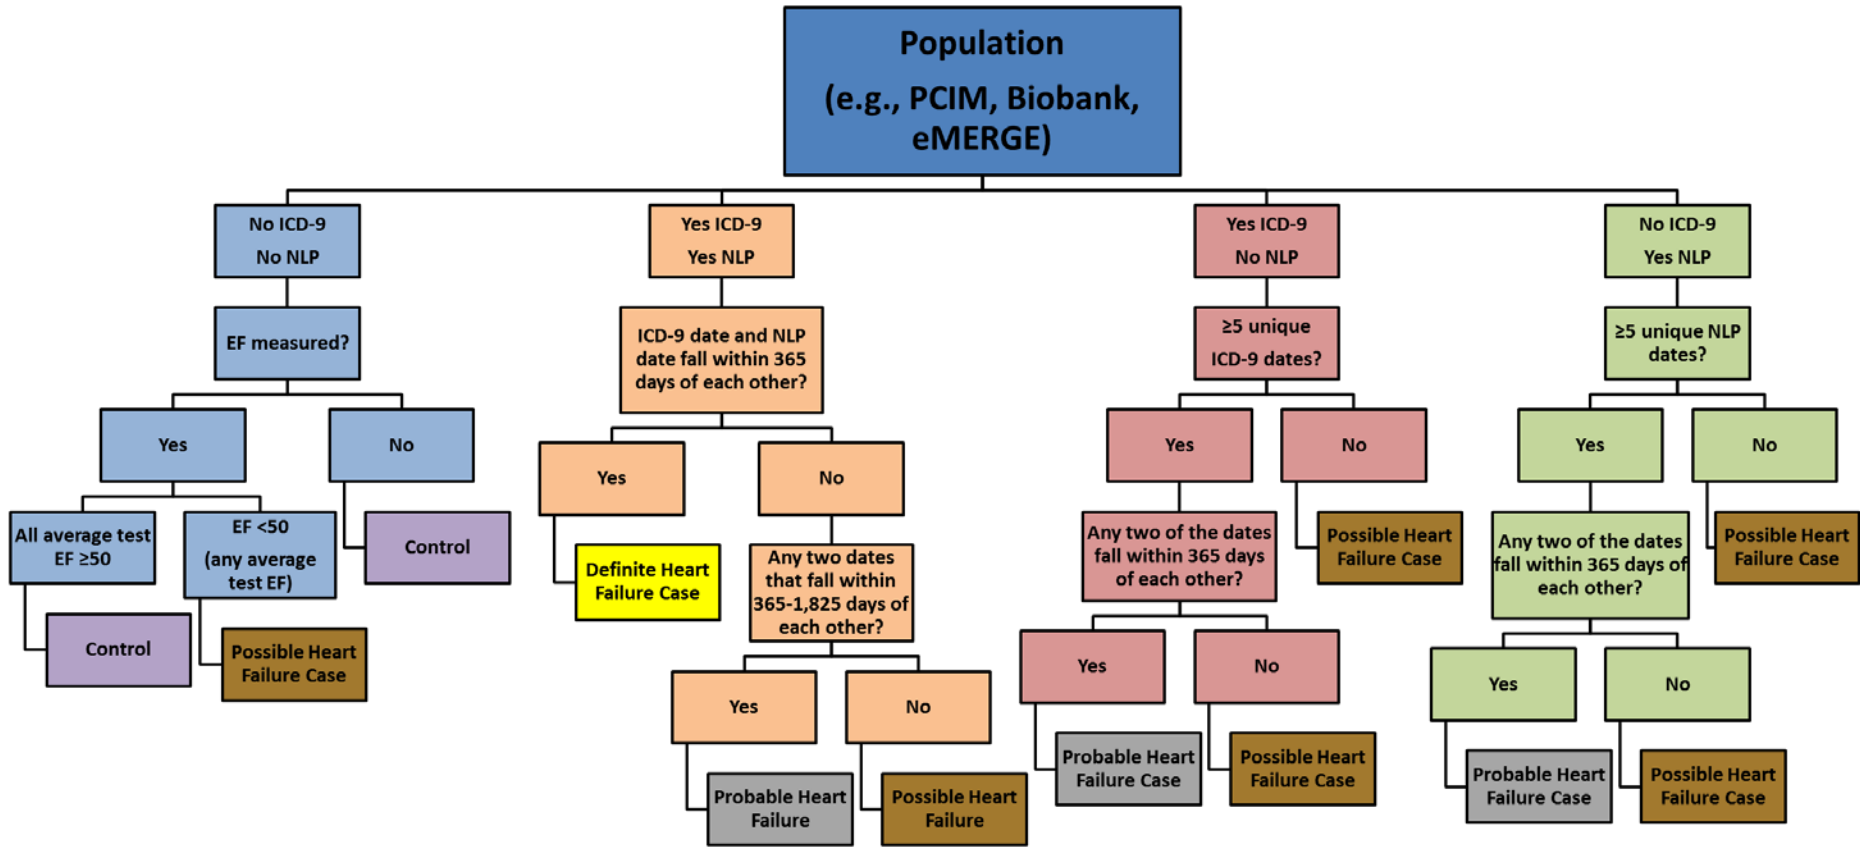 Population
(e.g., PCIM, Biobank,
eMERGE)
No ICD-9
No NLP
Yes ICD-9
Yes NLP
Yes ICD-9
No NLP
No ICD-9
Yes NLP
EF measured?
ICD-9 date and NLP
date fall within 365
days of each other?
≥5 unique
ICD-9 dates?
≥5 unique NLP
dates?
Yes
No
Yes
No
Yes
No
Yes
No
All average test
EF ≥50
EF <50
(any average
test EF)
Control
Definite Heart
Failure Case
Any two dates
that fall within
365-1,825 days of
each other?
Any two of the dates
fall within 365 days
of each other?
Possible Heart
Failure Case
Any two of the dates
fall within 365 days of
each other?
Possible Heart
Failure Case
Control
Possible Heart
Failure Case
Yes
No
Yes
No
Yes
No
Probable Heart
Failure
Possible Heart
Failure
Probable Heart
Failure Case
Possible Heart
Failure Case
Probable Heart
Failure Case
Possible Heart
Failure Case